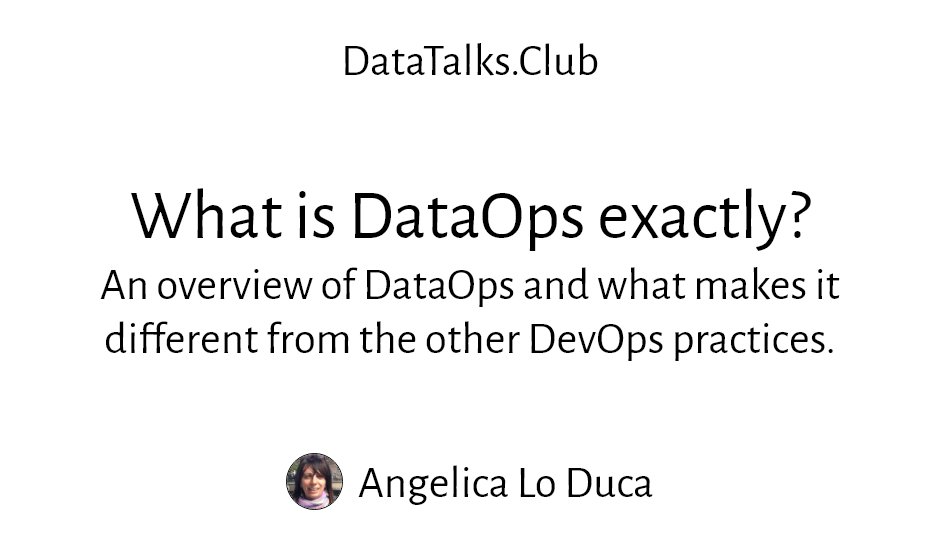 DataTalks.Club
What is DataOps exactly?
An overview of DataOps and what makes it
different from the other DevOps practices.
Angelica Lo Duca